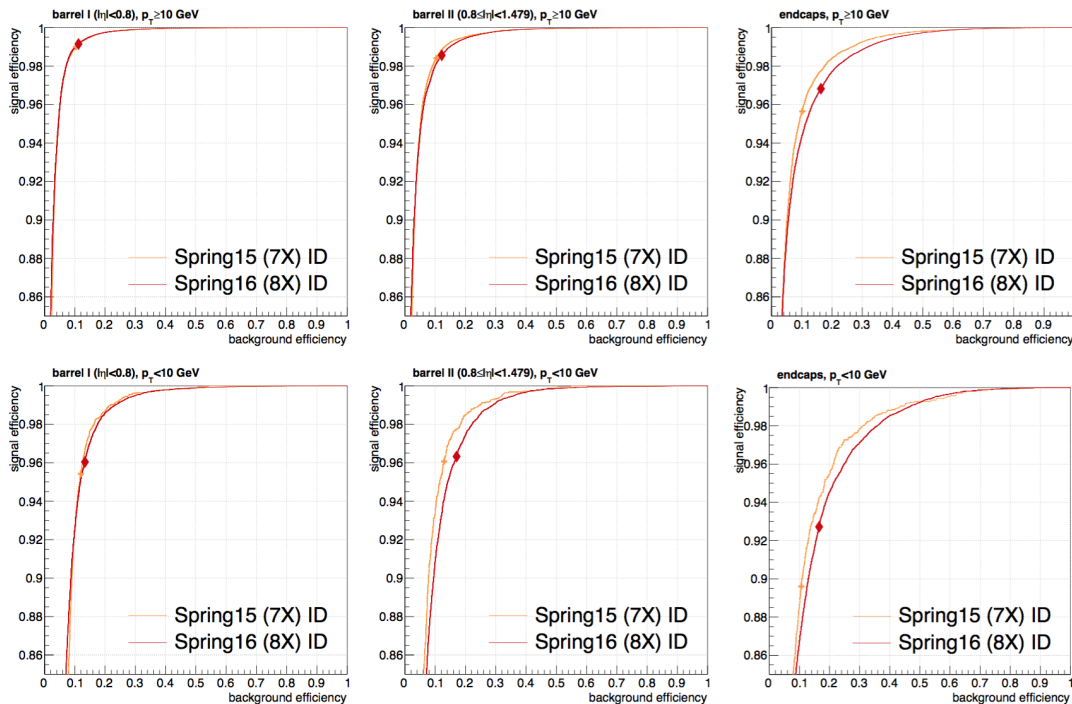 barrel I (|η|<0.8), p_T≥10 GeV
signal efficiency
1
0.98
0.96
0.94
0.92
0.9
0.88
0.86
Spring15 (7X) ID
Spring16 (8X) ID
0 0.1 0.2 0.3 0.4 0.5 0.6 0.7 0.8 0.9 1
background efficiency
barrel II (0.8≤|η|<1.479), p_T≥10 GeV
signal efficiency
1
0.98
0.96
0.94
0.92
0.9
0.88
0.86
Spring15 (7X) ID
Spring16 (8X) ID
0 0.1 0.2 0.3 0.4 0.5 0.6 0.7 0.8 0.9 1
background efficiency
endcaps, p_T≥10 GeV
signal efficiency
1
0.98
0.96
0.94
0.92
0.9
0.88
0.86
Spring15 (7X) ID
Spring16 (8X) ID
0 0.1 0.2 0.3 0.4 0.5 0.6 0.7 0.8 0.9 1
background efficiency
barrel I (|η|<0.8), p_T<10 GeV
signal efficiency
1
0.98
0.96
0.94
0.92
0.9
0.88
0.86
Spring15 (7X) ID
Spring16 (8X) ID
0 0.1 0.2 0.3 0.4 0.5 0.6 0.7 0.8 0.9 1
background efficiency
barrel II (0.8≤|η|<1.479), p_T<10 GeV
signal efficiency
1
0.98
0.96
0.94
0.92
0.9
0.88
0.86
Spring15 (7X) ID
Spring16 (8X) ID
0 0.1 0.2 0.3 0.4 0.5 0.6 0.7 0.8 0.9 1
background efficiency
endcaps, p_T<10 GeV
signal efficiency
1
0.98
0.96
0.94
0.92
0.9
0.88
0.86
Spring15 (7X) ID
Spring16 (8X) ID
0 0.1 0.2 0.3 0.4 0.5 0.6 0.7 0.8 0.9 1
background efficiency